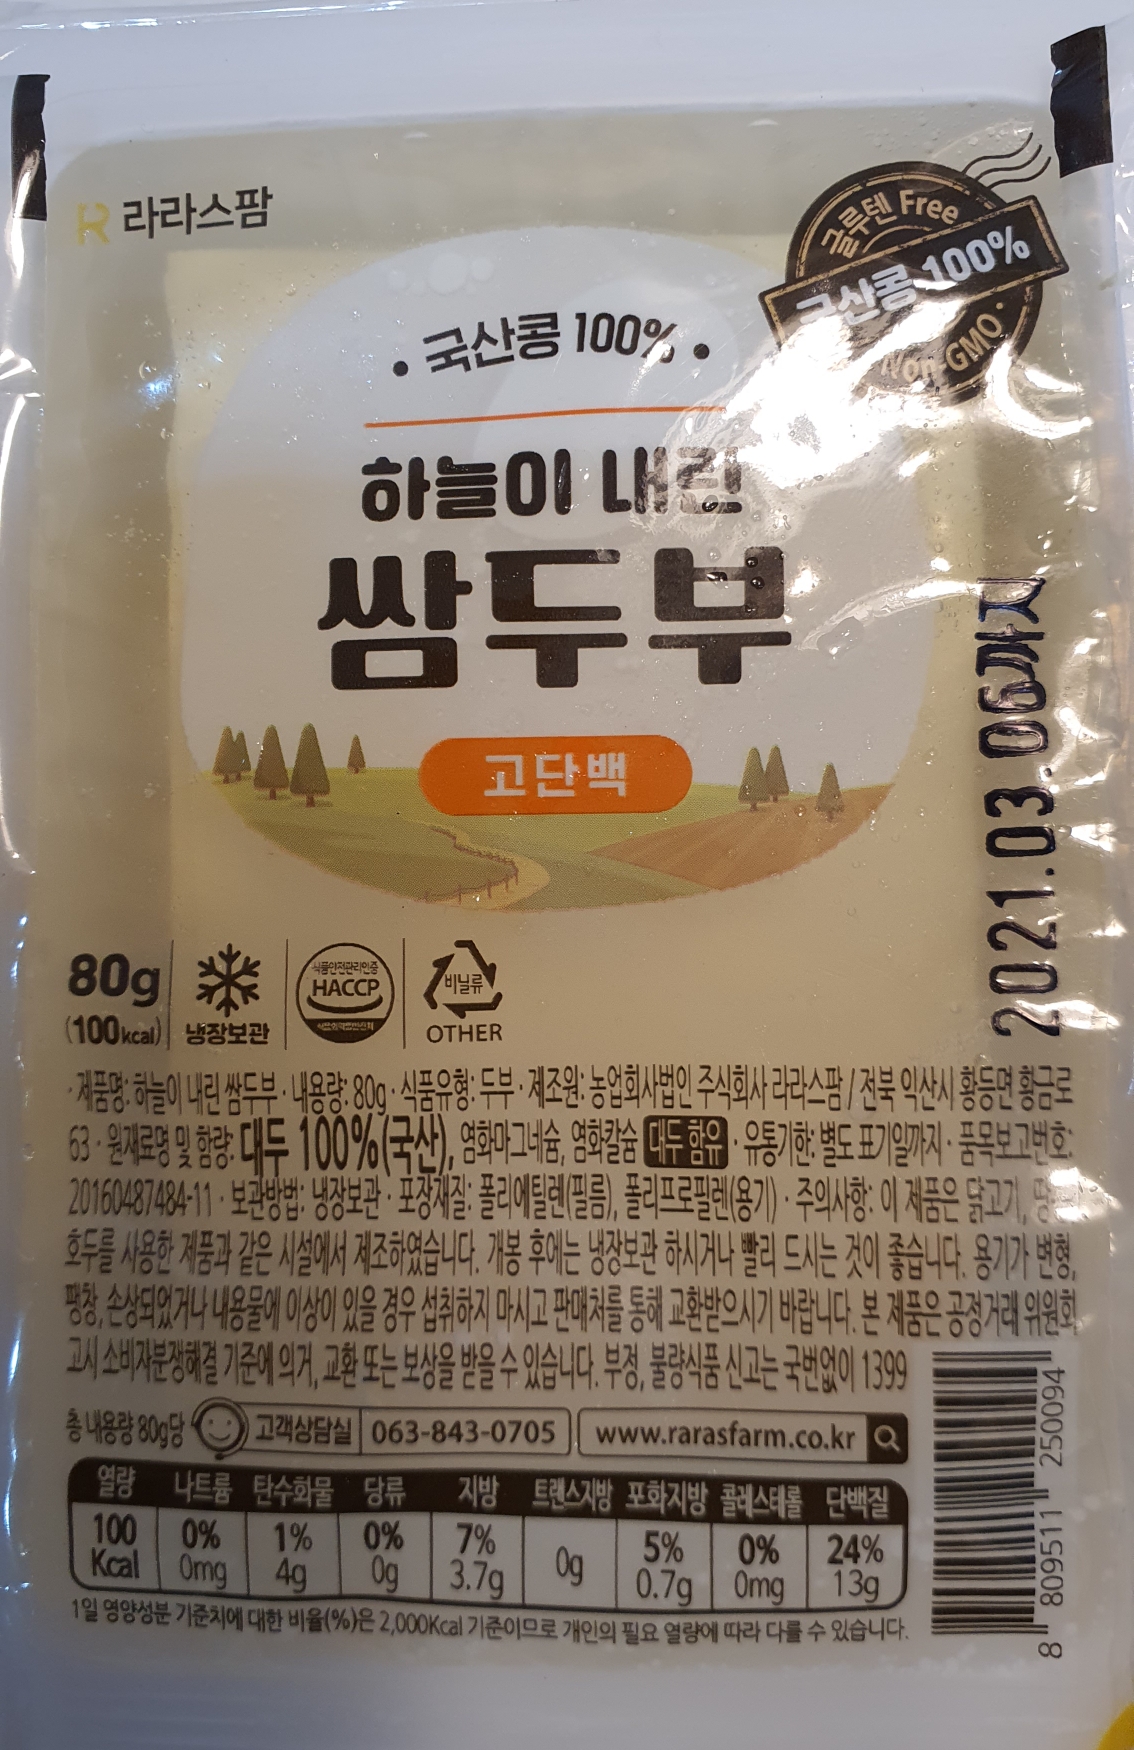 라라스팜
글루텐 Free
국산콩 100%
Non-GMO
· 국산콩 100% ·
하늘이 내린
쌈두부
고단백
2021.03.06까지
80g
(100kcal)
냉장보관
식품안전관리인증
HACCP
비닐류
OTHER
· 제품명: 하늘이 내린 쌈두부 · 내용량: 80g · 식품유형: 두부 · 제조원: 농업회사법인 주식회사 라라스팜 / 전북 익산시 황등면 황금로
63 · 원재료명 및 함량: 대두 100%(국산), 염화마그네슘, 염화칼슘 대두 함유 · 유통기한: 별도 표기일까지 · 품목보고번호:
20160487484-11 · 보관방법: 냉장보관 · 포장재질: 폴리에틸렌(필름), 폴리프로필렌(용기) · 주의사항: 이 제품은 닭고기,
호두를 사용한 제품과 같은 시설에서 제조하였습니다. 개봉 후에는 냉장보관 하시거나 빨리 드시는 것이 좋습니다. 용기가 변형,
팽창, 손상되었거나 내용물에 이상이 있을 경우 섭취하지 마시고 판매처를 통해 교환받으시기 바랍니다. 본 제품은 공정거래 위원회
고시 소비자분쟁해결 기준에 의거, 교환 또는 보상을 받을 수 있습니다. 부정, 불량식품 신고는 국번없이 1399
총 내용량 80g당 고객상담실 063-843-0705 www.rarasfarm.co.kr
열량 나트륨 탄수화물 당류 지방 트랜스지방 포화지방 콜레스테롤 단백질
100 0% 1% 0% 7% 0g 5% 0% 24%
Kcal 0mg 4g 0g 3.7g 0.7g 0mg 13g
1일 영양성분 기준치에 대한 비율(%)은 2,000Kcal 기준이므로 개인의 필요 열량에 따라 다를 수 있습니다.
8 809511 250094